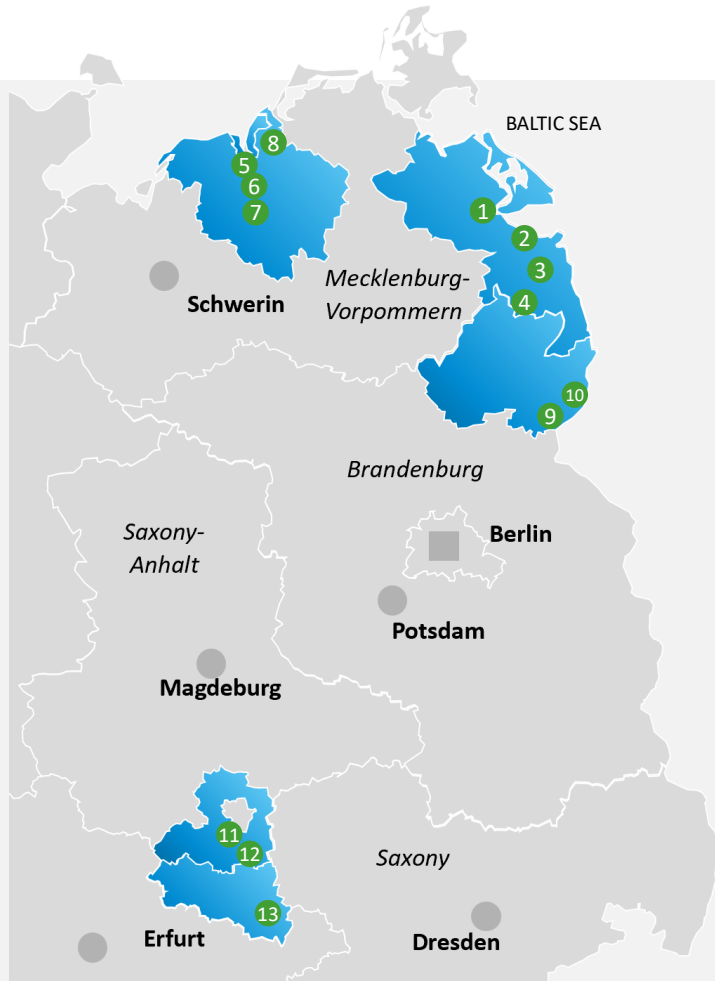 BALTIC SEA
8
5
6
7
1
2
3
4
Mecklenburg-
Vorpommern
Schwerin
10
9
Brandenburg
Saxony-
Anhalt
Berlin
Potsdam
Magdeburg
11
12
Saxony
13
Erfurt
Dresden